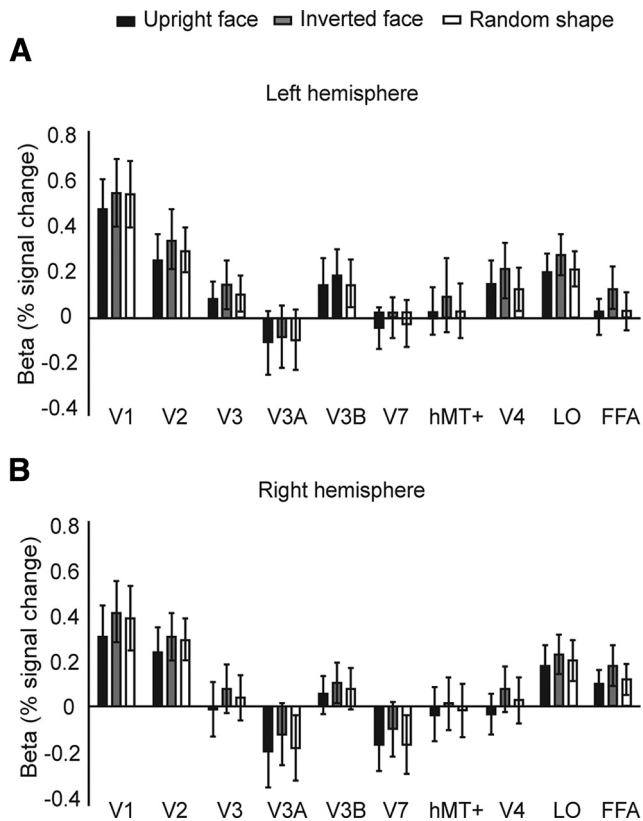 Upright face Inverted face Random shape
A
Left hemisphere
Beta (% signal change)
0.8
0.6
0.4
0.2
0
-0.2
-0.4
V1 V2 V3 V3A V3B V7 hMT+ V4 LO FFA
B
Right hemisphere
Beta (% signal change)
0.8
0.6
0.4
0.2
0
-0.2
-0.4
V1 V2 V3 V3A V3B V7 hMT+ V4 LO FFA